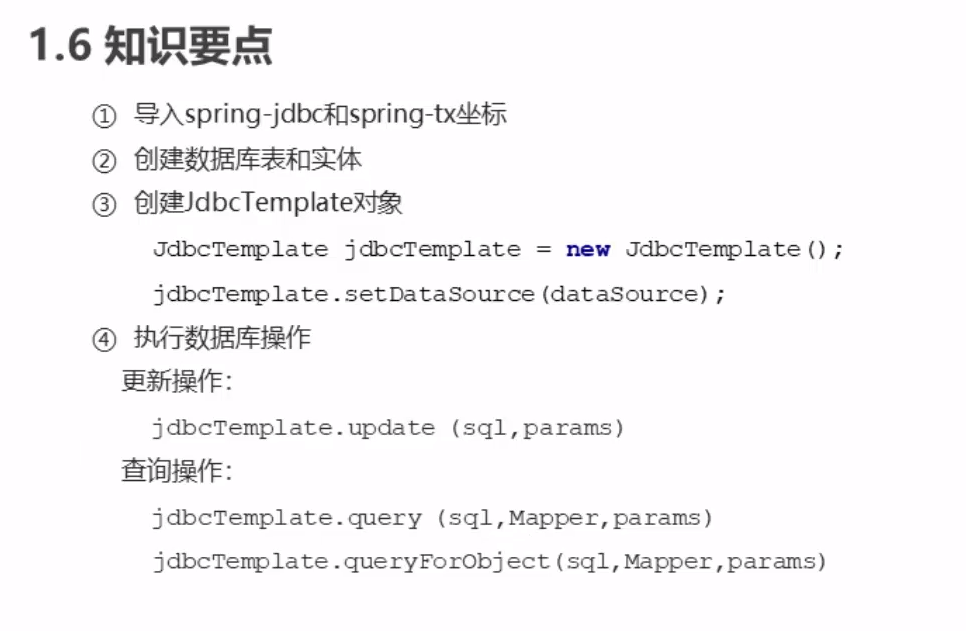 1.6 知识要点
① 导入spring-jdbc和spring-tx坐标
② 创建数据库表和实体
③ 创建JdbcTemplate对象
JdbcTemplate jdbcTemplate = new JdbcTemplate();
jdbcTemplate.setDataSource(dataSource);
④ 执行数据库操作
更新操作：
jdbcTemplate.update (sql,params)
查询操作：
jdbcTemplate.query (sql,Mapper,params)
jdbcTemplate.queryForObject(sql,Mapper,params)